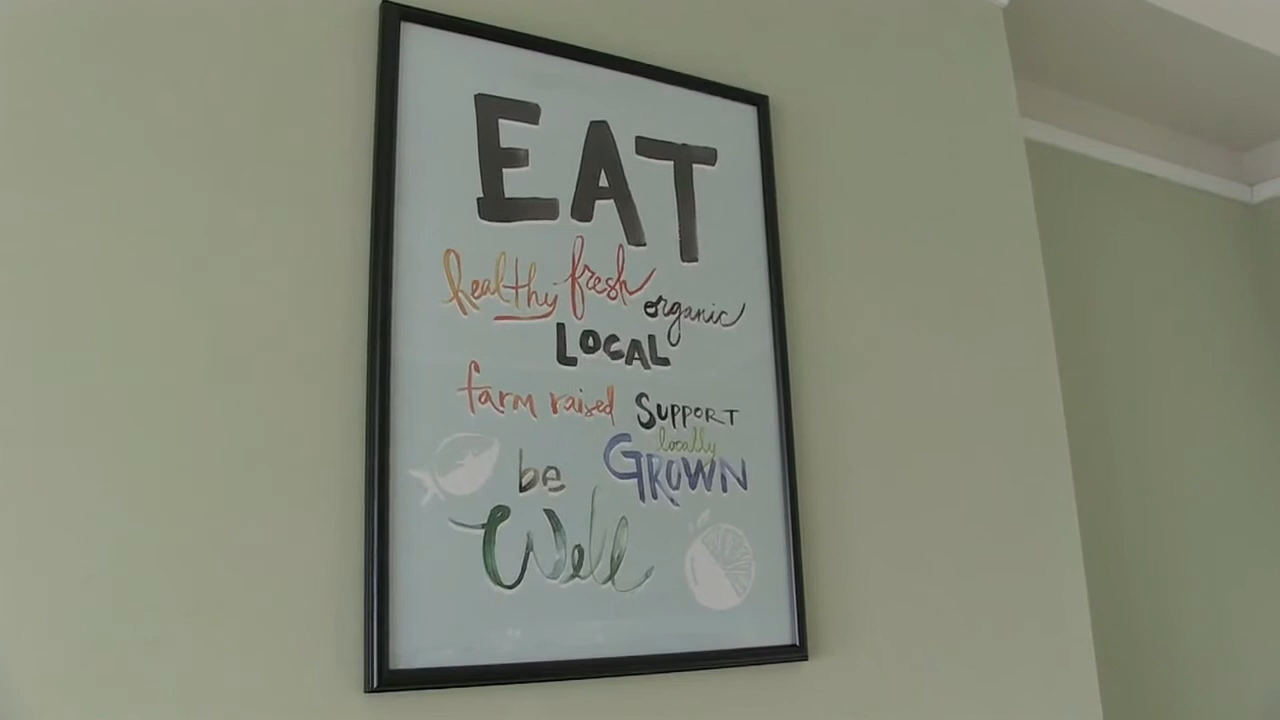 EAT
healthy fresh organic
LOCAL
farm raised SUPPORT
locally
be GROWN
Well